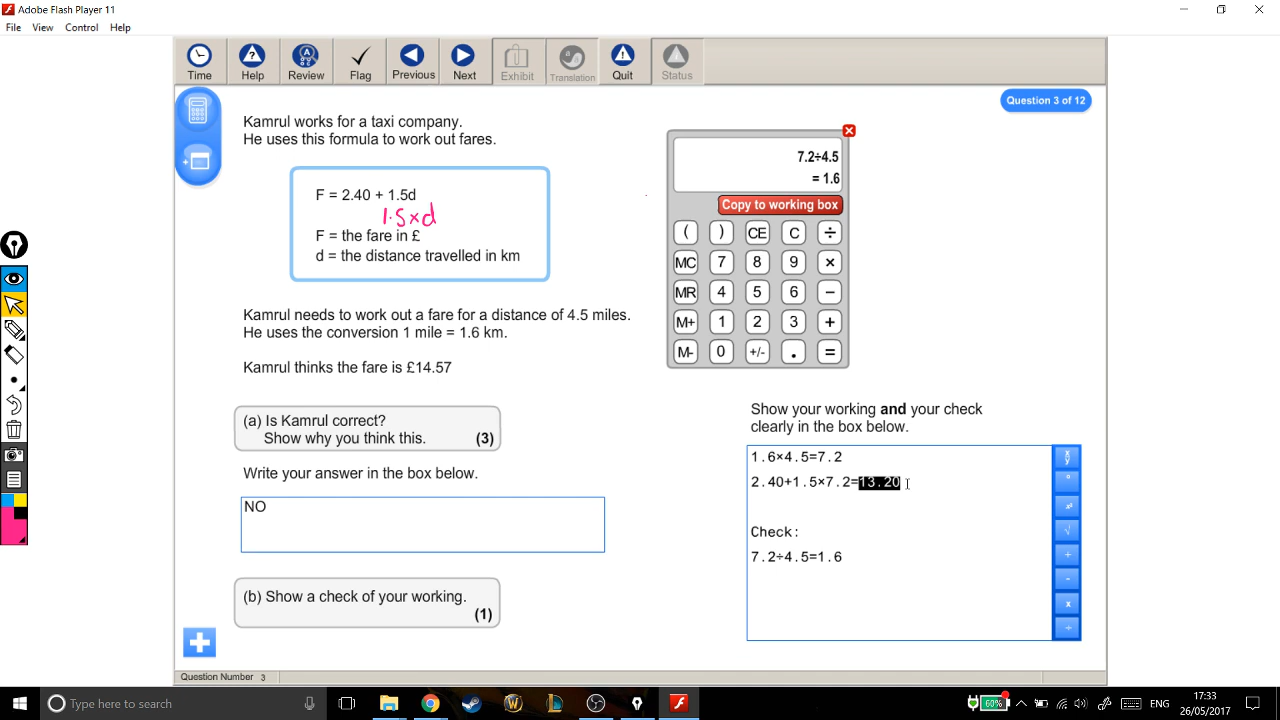 Adobe Flash Player 11
File View Control Help
Time Help Review Flag Previous Next Exhibit Translation Quit Status
Question 3 of 12
Kamrul works for a taxi company.
He uses this formula to work out fares.
F = 2.40 + 1.5d
1.5×d
F = the fare in £
d = the distance travelled in km
Kamrul needs to work out a fare for a distance of 4.5 miles.
He uses the conversion 1 mile = 1.6 km.
Kamrul thinks the fare is £14.57
(a) Is Kamrul correct?
Show why you think this. (3)
Write your answer in the box below.
NO
(b) Show a check of your working.
(1)
7.2÷4.5
= 1.6
Copy to working box
( ) CE C ÷
MC 7 8 9 ×
MR 4 5 6 −
M+ 1 2 3 +
M- 0 +/- . =
Show your working and your check
clearly in the box below.
1.6×4.5=7.2
2.40+1.5×7.2=13.20
Check:
7.2÷4.5=1.6
x
y
°
x²
√
+
-
x
÷
Question Number 3
Type here to search
60%
ENG
17:33
26/05/2017